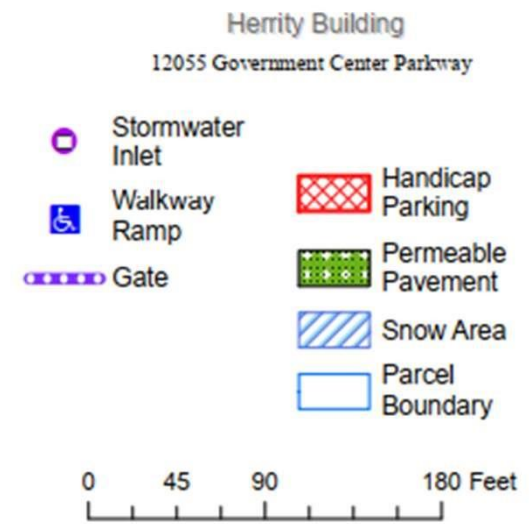 Herrity Building
12055 Government Center Parkway
Stormwater
Inlet
Walkway
Ramp
Gate
Handicap
Parking
Permeable
Pavement
Snow Area
Parcel
Boundary
0 45 90 180 Feet